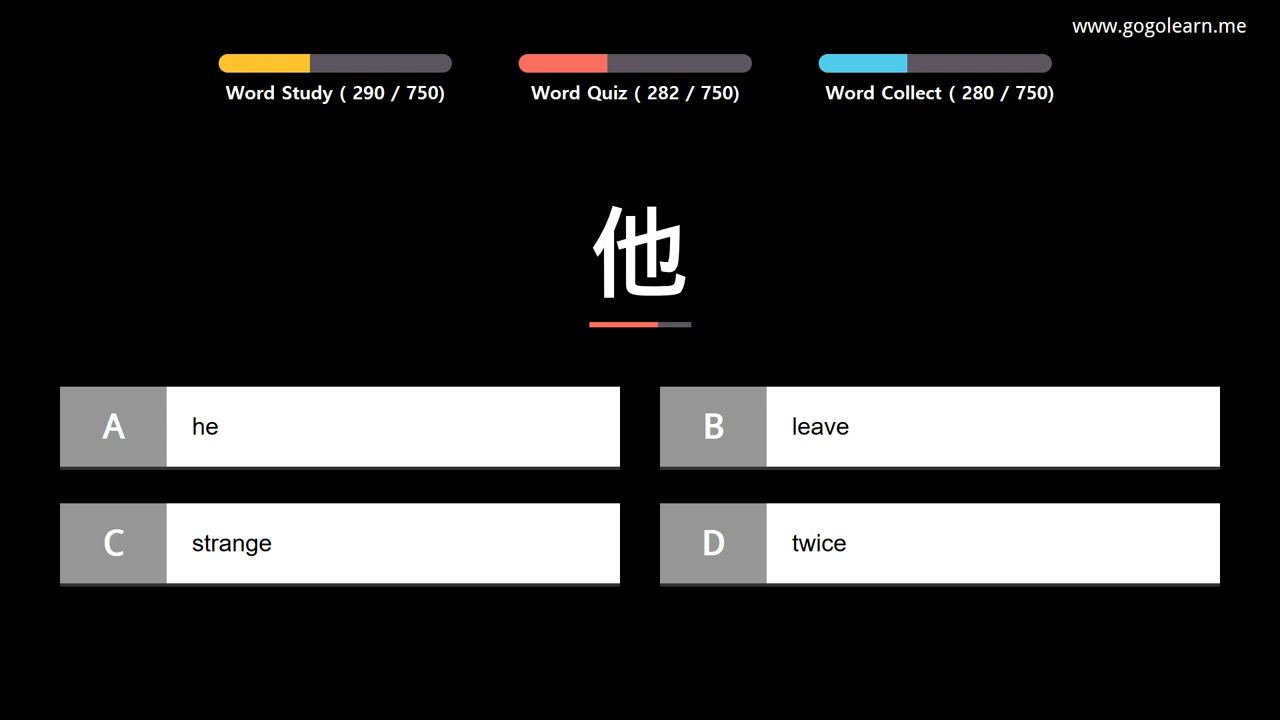 www.gogolearn.me
Word Study ( 290 / 750)
Word Quiz ( 282 / 750)
Word Collect ( 280 / 750)
他
A
he
B
leave
C
strange
D
twice